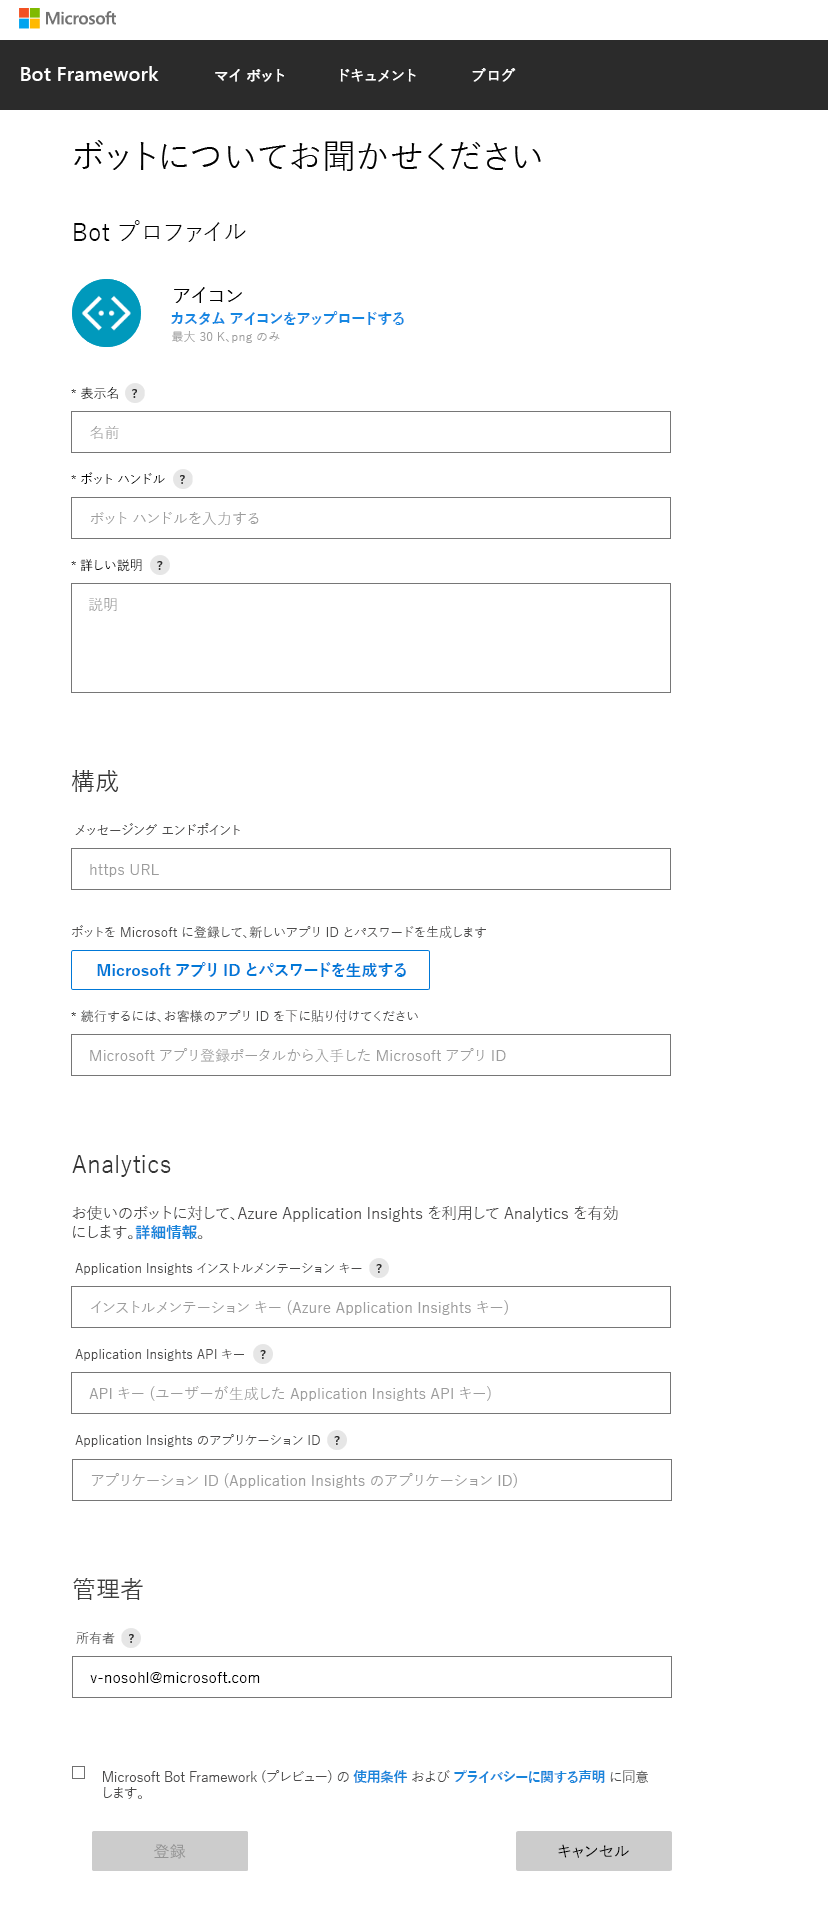 Microsoft
Bot Framework マイ ボット ドキュメント ブログ
ボットについてお聞かせください
Bot プロファイル
アイコン
カスタム アイコンをアップロードする
最大 30 K、png のみ
* 表示名 ?
名前
* ボット ハンドル ?
ボット ハンドルを入力する
* 詳しい説明 ?
説明
構成
メッセージング エンドポイント
https URL
ボットを Microsoft に登録して、新しいアプリ ID とパスワードを生成します
Microsoft アプリ ID とパスワードを生成する
* 続行するには、お客様のアプリ ID を下に貼り付けてください
Microsoft アプリ登録ポータルから入手した Microsoft アプリ ID
Analytics
お使いのボットに対して、Azure Application Insights を利用して Analytics を有効
にします。詳細情報。
Application Insights インストルメンテーション キー ?
インストルメンテーション キー (Azure Application Insights キー)
Application Insights API キー ?
API キー (ユーザーが生成した Application Insights API キー)
Application Insights のアプリケーション ID ?
アプリケーション ID (Application Insights のアプリケーション ID)
管理者
所有者 ?
v-nosohl@microsoft.com
Microsoft Bot Framework (プレビュー) の 使用条件 および プライバシーに関する声明 に同意
します。
登録 キャンセル